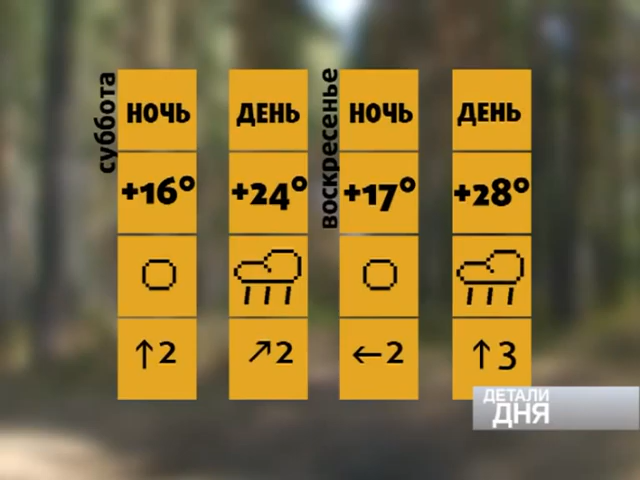 суббота
НОЧЬ
+16°
↑2
ДЕНЬ
+24°
↗2
воскресенье
НОЧЬ
+17°
←2
ДЕНЬ
+28°
↑3
ДЕТАЛИ
ДНЯ